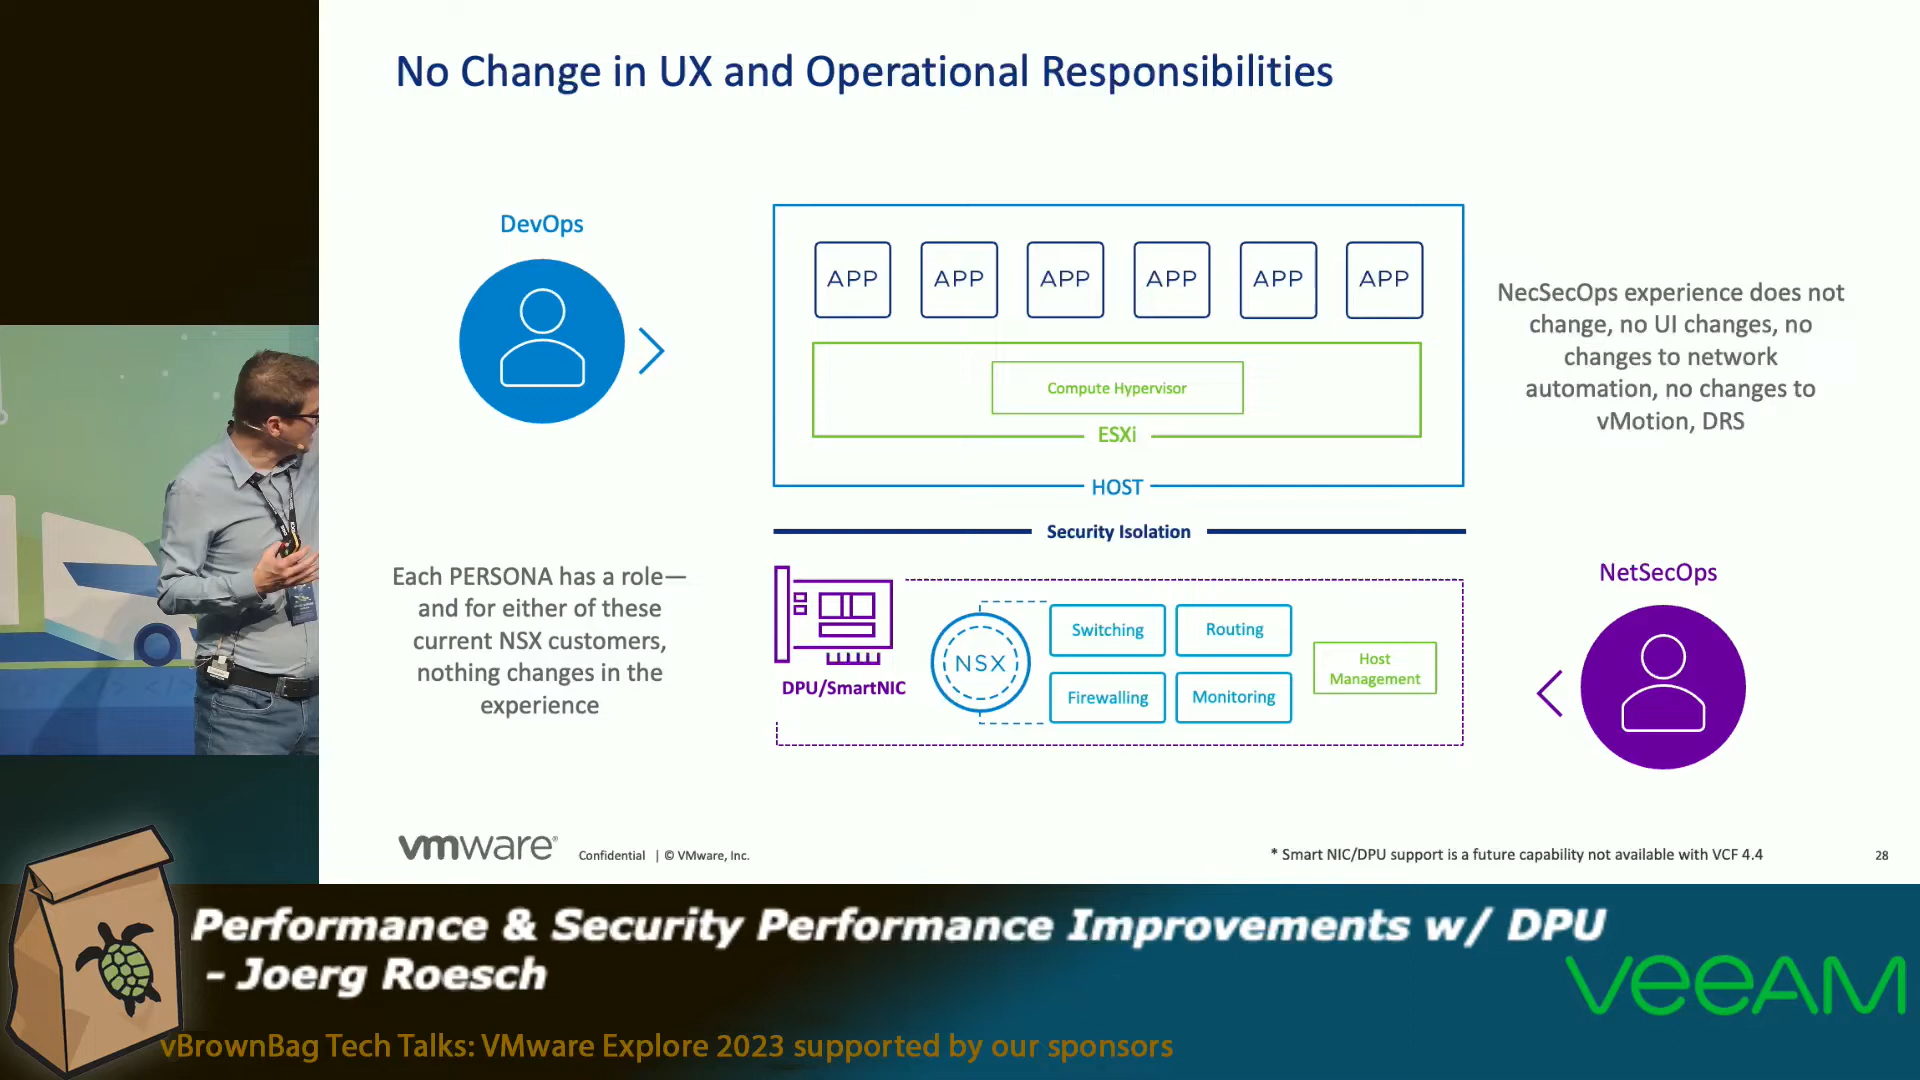 No Change in UX and Operational Responsibilities
DevOps
APP APP APP APP APP APP
Compute Hypervisor
ESXi
HOST
NecSecOps experience does not
change, no UI changes, no
changes to network
automation, no changes to
vMotion, DRS
Security Isolation
Each PERSONA has a role—
and for either of these
current NSX customers,
nothing changes in the
experience
DPU/SmartNIC
NSX
Switching
Routing
Firewalling
Monitoring
Host
Management
NetSecOps
vmware®
Confidential | © VMware, Inc.
* Smart NIC/DPU support is a future capability not available with VCF 4.4
28
Performance & Security Performance Improvements w/ DPU
- Joerg Roesch
veeAM
vBrownBag Tech Talks: VMware Explore 2023 supported by our sponsors